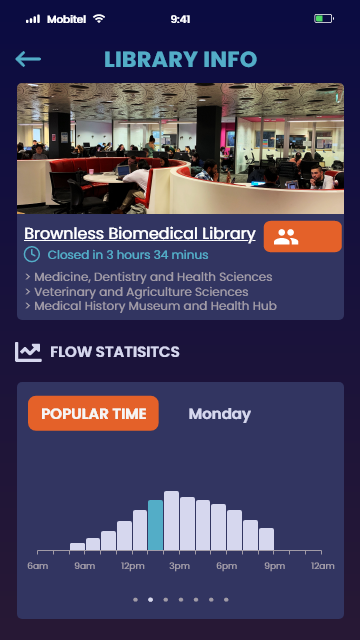 Mobitel
9:41
LIBRARY INFO
Brownless Biomedical Library
Closed in 3 hours 34 minus
> Medicine, Dentistry and Health Sciences
> Veterinary and Agriculture Sciences
> Medical History Museum and Health Hub
FLOW STATISITCS
POPULAR TIME
Monday
6am 9am 12pm 3pm 6pm 9pm 12am